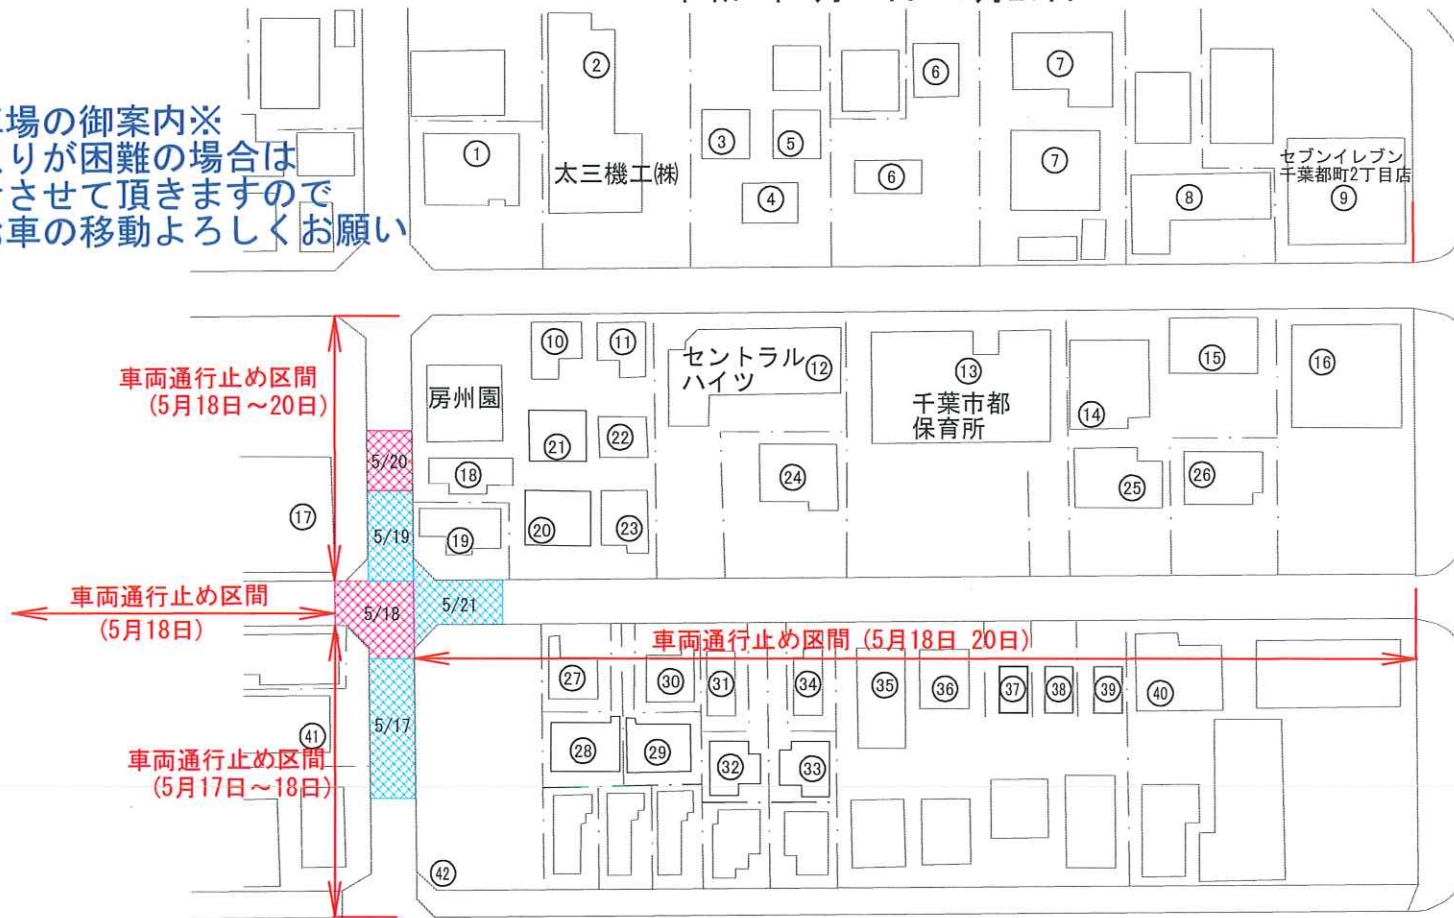 場の御案内※
りが困難の場合は
させて頂きますので
車の移動よろしくお願い
①
②
太三機工㈱
③
⑤
④
⑥
⑥
⑦
⑦
⑧
セブンイレブン
千葉都町2丁目店
⑨
車両通行止め区間
(5月18日～20日)
房州園
⑩
⑪
セントラル
ハイツ
⑫
⑬
千葉市都
保育所
⑭
⑮
⑯
⑰
⑱
⑲
⑳
㉑
㉒
㉓
㉔
㉕
㉖
5/20
5/19
5/18
5/21
5/17
車両通行止め区間
(5月18日)
車両通行止め区間 (5月18日 20日)
㉗
㉚
㉛
㉞
㉟
㊱
㊲
㊳
㊴
㊵
㉘
㉙
㉜
㉝
㊶
車両通行止め区間
(5月17日～18日)
㊷